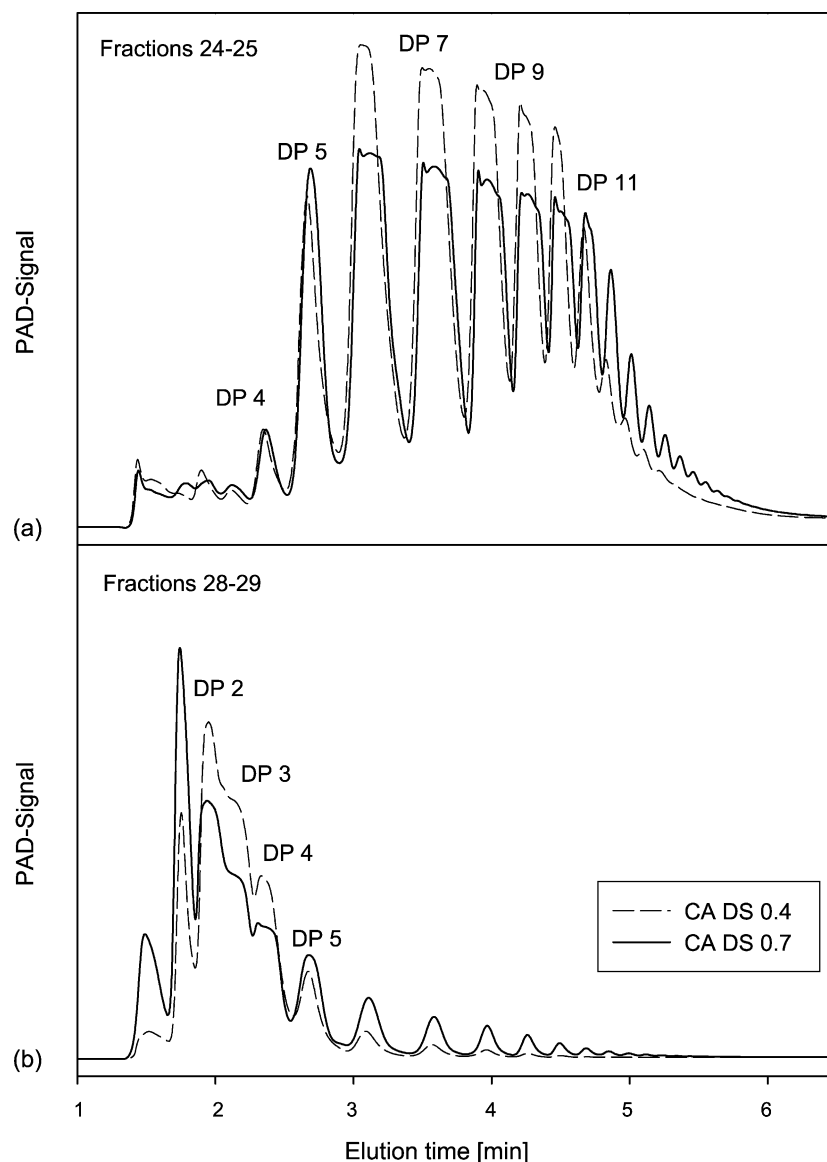 Fractions 24-25
DP 7
DP 9
DP 5
DP 11
DP 4
PAD-Signal
(a)
Fractions 28-29
DP 2
DP 3
DP 4
DP 5
PAD-Signal
CA DS 0.4
CA DS 0.7
(b)
1 2 3 4 5 6
Elution time [min]